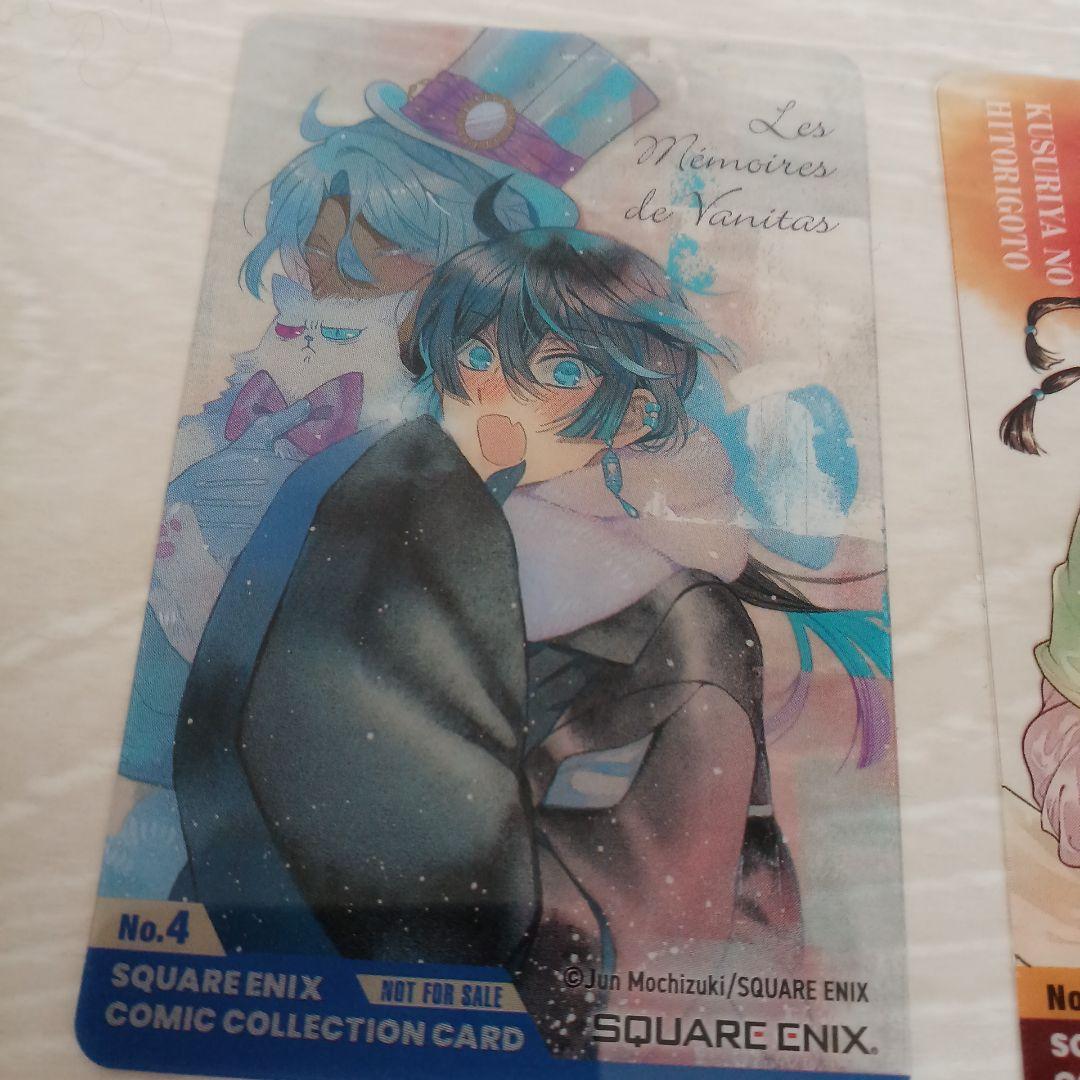 Les
Mémoires
de Vanitas
No.4
SQUARE ENIX
NOT FOR SALE
COMIC COLLECTION CARD
©Jun Mochizuki/SQUARE ENIX
SQUARE ENIX.
KUSURIYA NO
HITORIGOTO
No